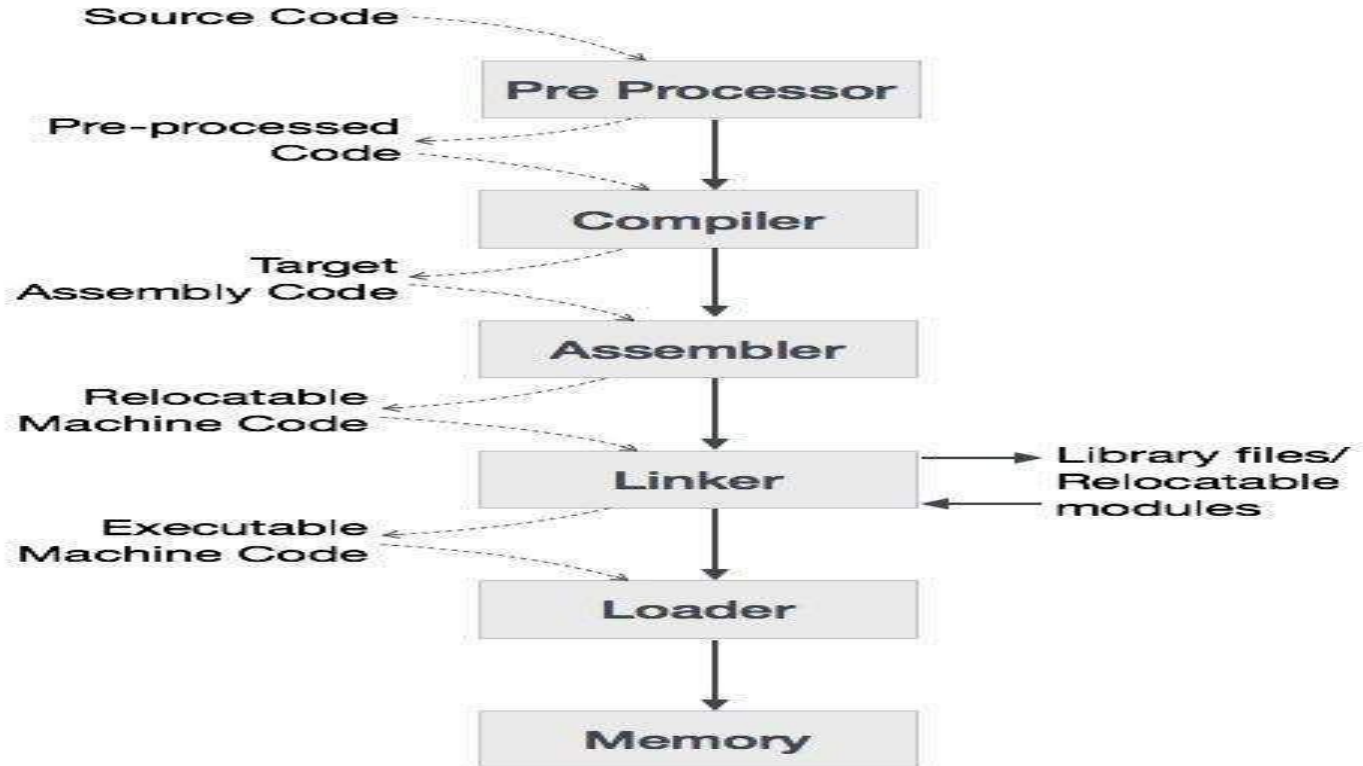 Source Code
Pre Processor
Pre-processed
Code
Compiler
Target
Assembly Code
Assembler
Relocatable
Machine Code
Linker
Library files/
Relocatable
modules
Executable
Machine Code
Loader
Memory